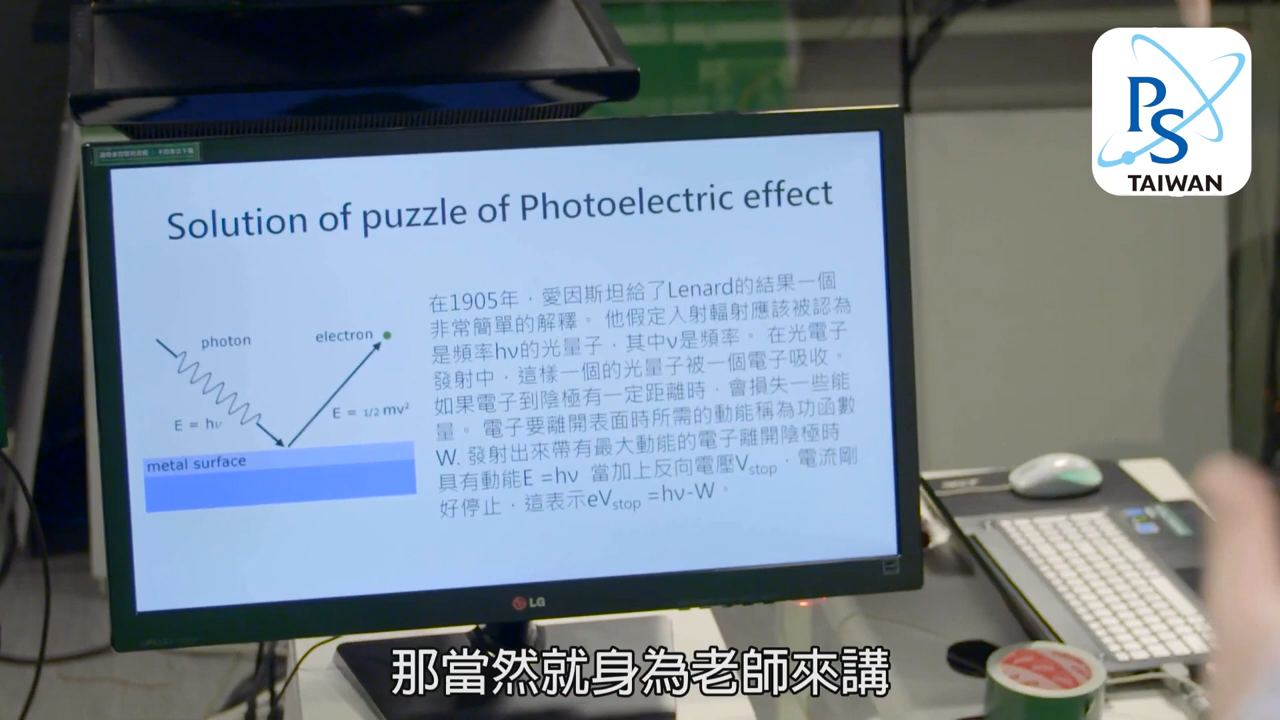 PS
TAIWAN
Solution of puzzle of Photoelectric effect
photon
electron
E = hν
E = 1/2 mv²
metal surface
在1905年，愛因斯坦給了Lenard的結果一個
非常簡單的解釋。 他假定入射輻射應該被認為
是頻率hν的光量子，其中ν是頻率。 在光電子
發射中，這樣一個的光量子被一個電子吸收。
如果電子到陰極有一定距離時，會損失一些能
量。 電子要離開表面時所需的動能稱為功函數
W. 發射出來帶有最大動能的電子離開陰極時
具有動能E =hν 當加上反向電壓Vstop，電流剛
好停止，這表示eVstop =hν-W。
LG
那當然就身為老師來講